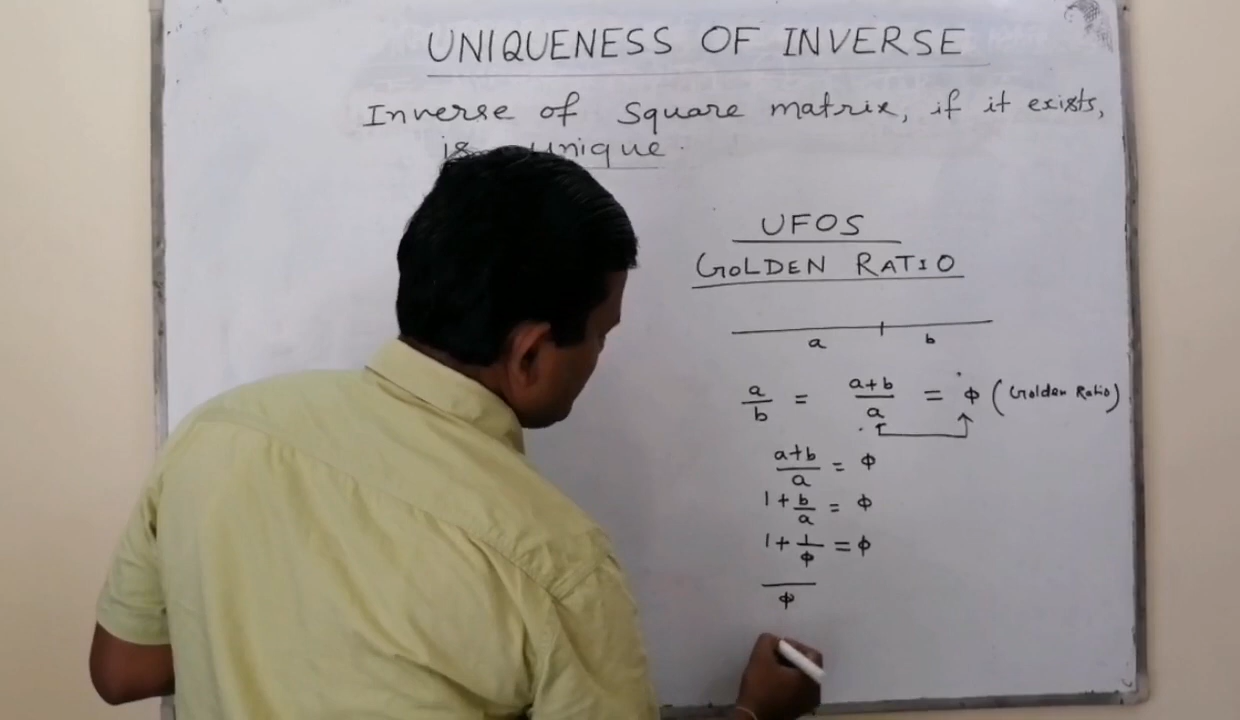 UNIQUENESS OF INVERSE
Inverse of square matrix, if it exists,
is unique.
UFOS
GOLDEN RATIO
a b
a/b = (a+b)/a = ϕ (Golden Ratio)
(a+b)/a = ϕ
1 + b/a = ϕ
1 + 1/ϕ = ϕ
/ϕ